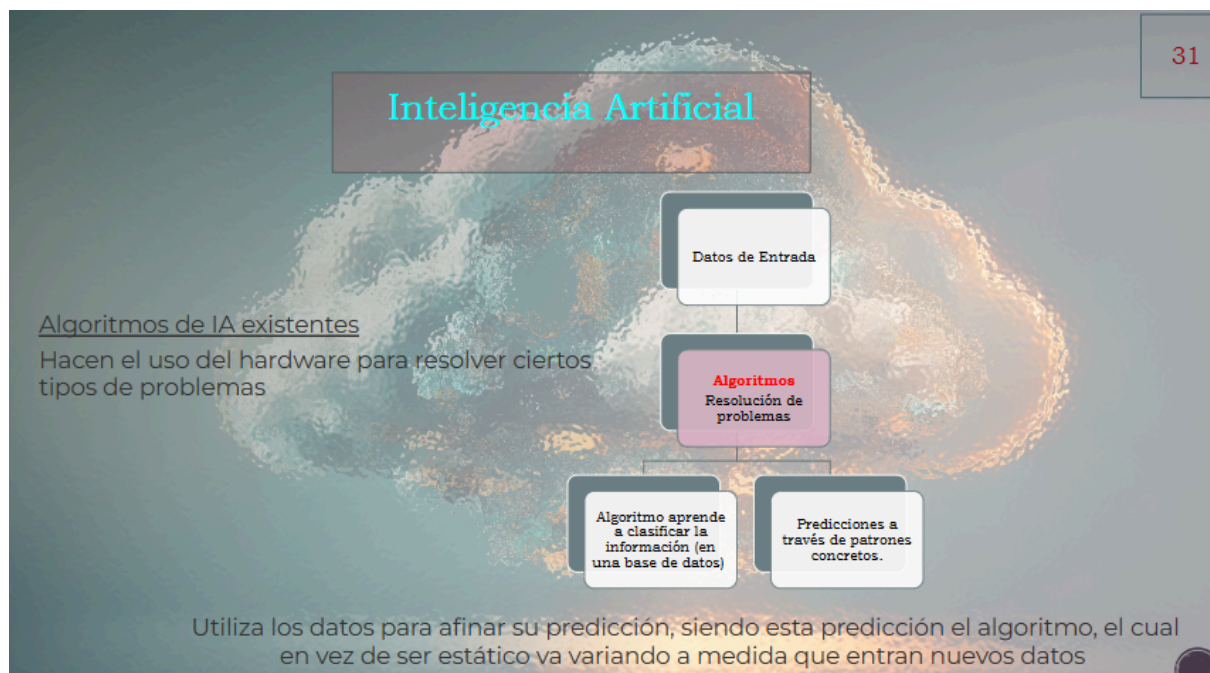 31
Inteligencia Artificial
Datos de Entrada
Algoritmos de IA existentes
Hacen el uso del hardware para resolver ciertos
tipos de problemas
Algoritmos
Resolución de
problemas
Algoritmo aprende
a clasificar la
información (en
una base de datos)
Predicciones a
través de patrones
concretos.
Utiliza los datos para afinar su predicción, siendo esta predicción el algoritmo, el cual
en vez de ser estático va variando a medida que entran nuevos datos